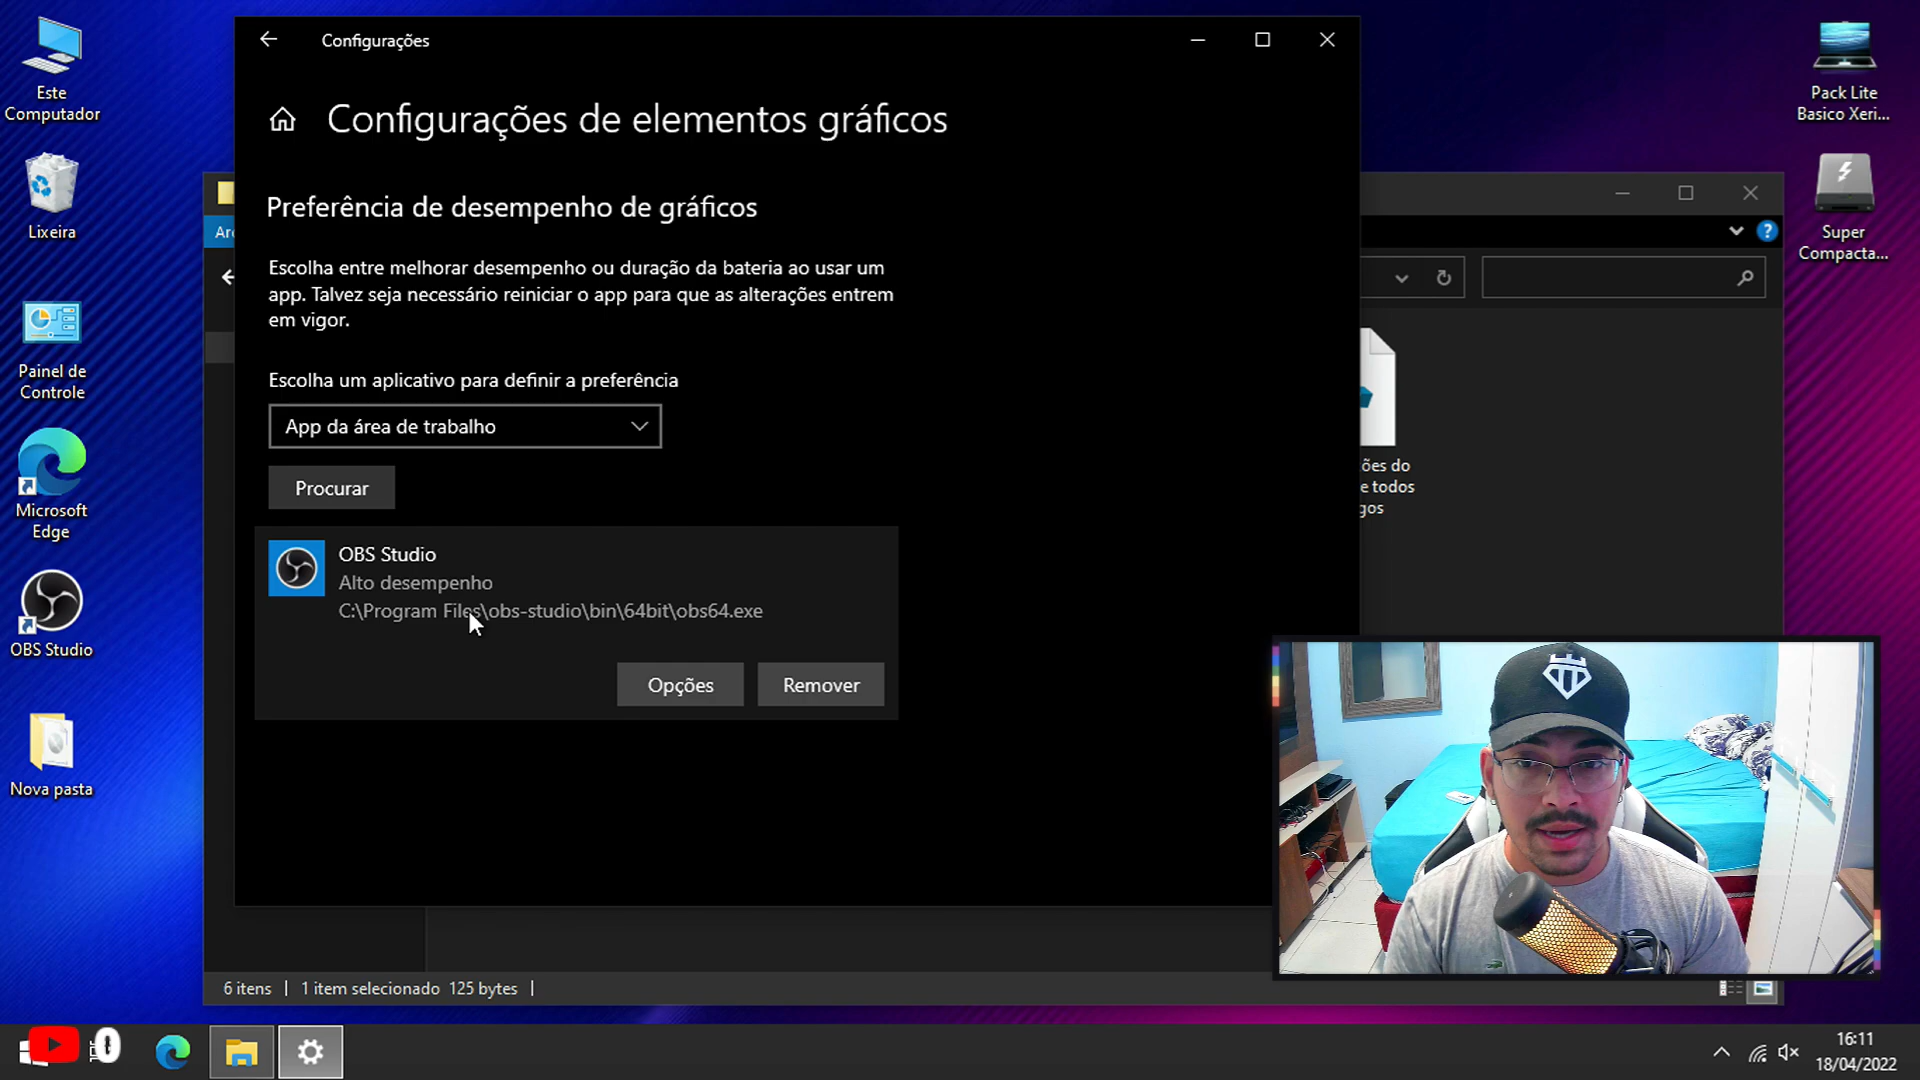 Este
Computador
Lixeira
Painel de
Controle
Microsoft
Edge
OBS Studio
Nova pasta
Configurações
Configurações de elementos gráficos
Preferência de desempenho de gráficos
Escolha entre melhorar desempenho ou duração da bateria ao usar um
app. Talvez seja necessário reiniciar o app para que as alterações entrem
em vigor.
Escolha um aplicativo para definir a preferência
App da área de trabalho
Procurar
OBS Studio
Alto desempenho
C:\Program Files\obs-studio\bin\64bit\obs64.exe
Opções
Remover
Pack Lite
Basico Xeri...
Super
Compacta...
ões do
e todos
gos
6 itens
1 item selecionado 125 bytes
16:11
18/04/2022